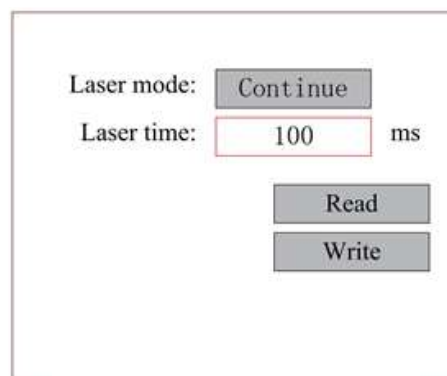 Laser mode: Continue
Laser time: 100 ms
Read
Write